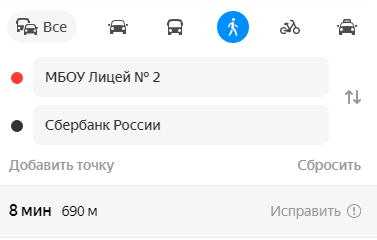 Все
МБОУ Лицей № 2
Сбербанк России
Добавить точку Сбросить
8 мин 690 м Исправить